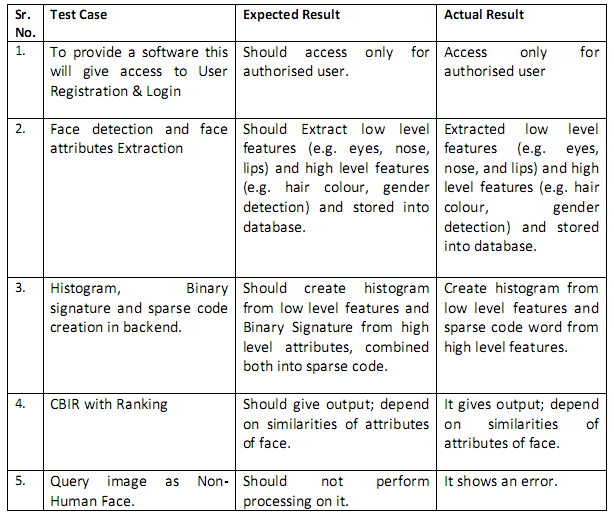 Sr. No.
Test Case
Expected Result
Actual Result
1.
To provide a software this
will give access to User
Registration & Login
Should access only for
authorised user.
Access only for
authorised user
2.
Face detection and face
attributes Extraction
Should Extract low level
features (e.g. eyes, nose,
lips) and high level features
(e.g. hair colour, gender
detection) and stored into
database.
Extracted low level
features (e.g. eyes,
nose, and lips) and high
level features (e.g. hair
colour, gender
detection) and stored
into database.
3.
Histogram, Binary
signature and sparse code
creation in backend.
Should create histogram
from low level features and
Binary Signature from high
level attributes, combined
both into sparse code.
Create histogram from
low level features and
sparse code word from
high level features.
4.
CBIR with Ranking
Should give output; depend
on similarities of attributes
of face.
It gives output; depend
on similarities of
attributes of face.
5.
Query image as Non-
Human Face.
Should not perform
processing on it.
It shows an error.